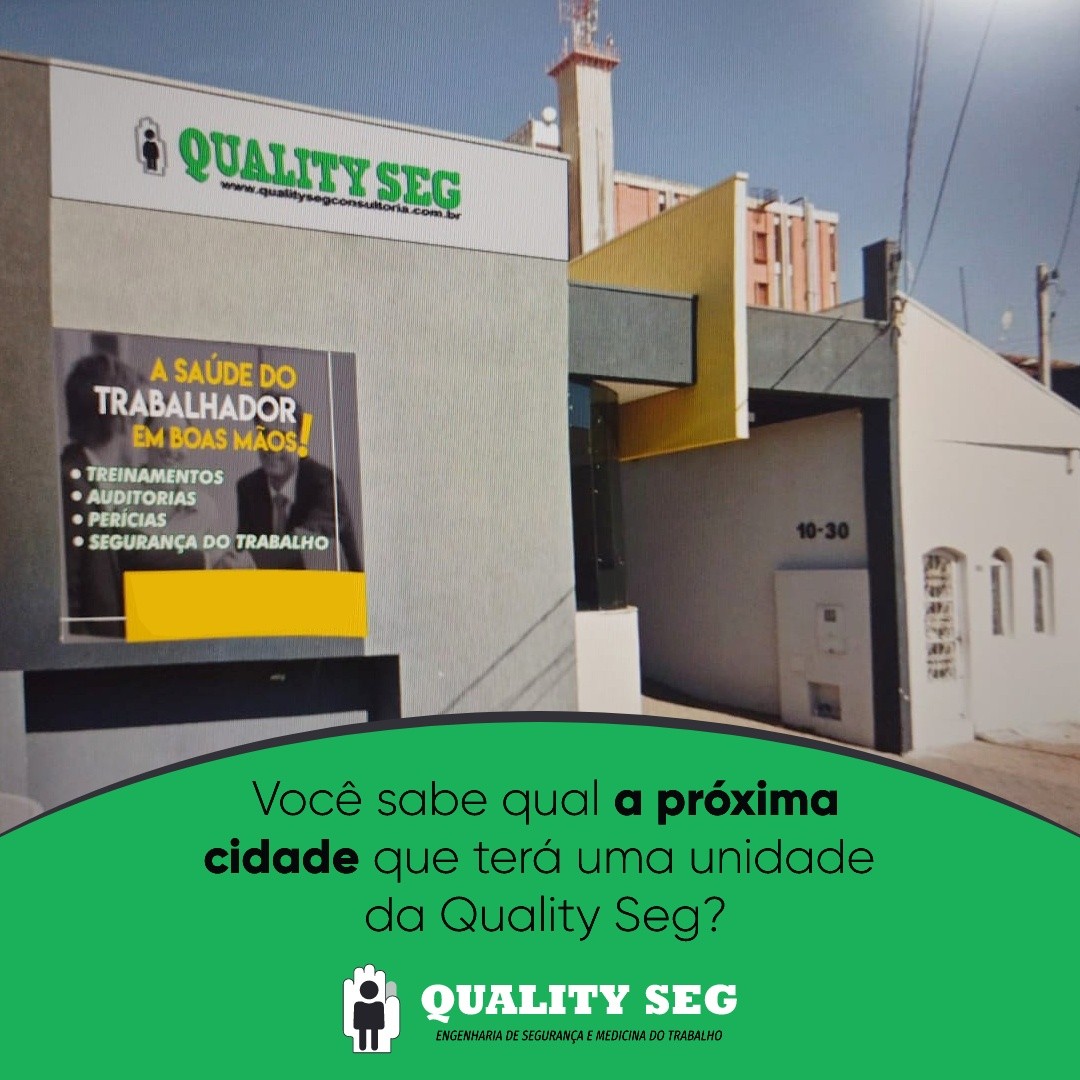 QUALITY SEG
www.qualitysegconsultoria.com.br
A SAÚDE DO
TRABALHADOR
EM BOAS MÃOS!
• TREINAMENTOS
• AUDITORIAS
• PERÍCIAS
• SEGURANÇA DO TRABALHO
10-30
Você sabe qual a próxima
cidade que terá uma unidade
da Quality Seg?
QUALITY SEG
ENGENHARIA DE SEGURANÇA E MEDICINA DO TRABALHO